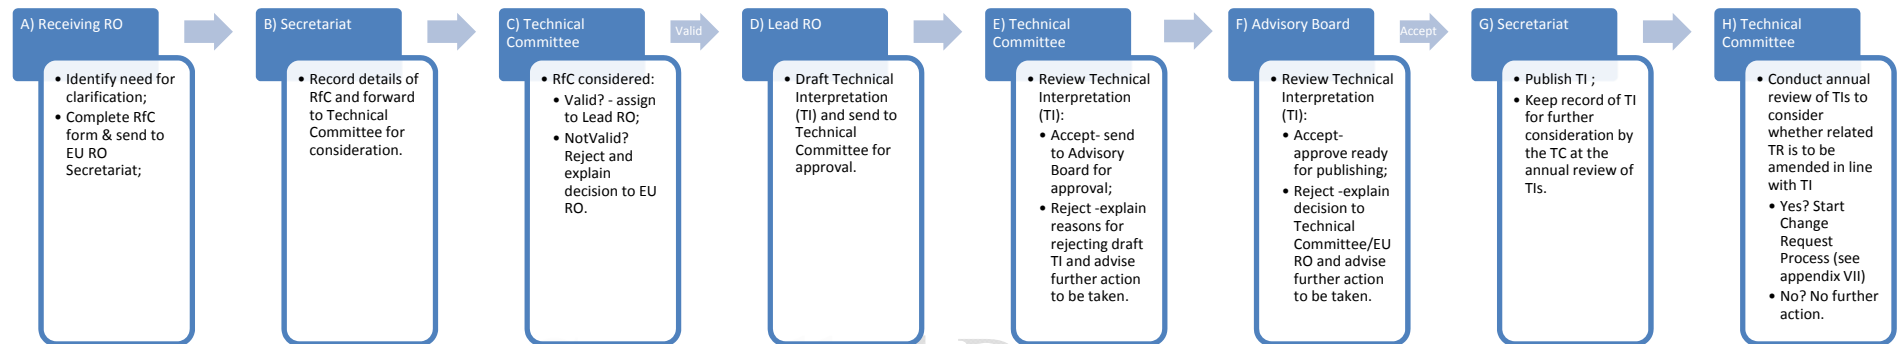 A) Receiving RO
• Identify need for
clarification;
• Complete RfC
form & send to
EU RO
Secretariat;
B) Secretariat
• Record details of
RfC and forward
to Technical
Committee for
consideration.
C) Technical
Committee
• RfC considered:
• Valid? - assign
to Lead RO;
• NotValid?
Reject and
explain
decision to EU
RO.
Valid
D) Lead RO
• Draft Technical
Interpretation
(TI) and send to
Technical
Committee for
approval.
E) Technical
Committee
• Review Technical
Interpretation
(TI):
• Accept- send
to Advisory
Board for
approval;
• Reject -explain
reasons for
rejecting draft
TI and advise
further action
to be taken.
F) Advisory Board
• Review Technical
Interpretation
(TI):
• Accept-
approve ready
for publishing;
• Reject -explain
decision to
Technical
Committee/EU
RO and advise
further action
to be taken.
Accept
G) Secretariat
• Publish TI ;
• Keep record of TI
for further
consideration by
the TC at the
annual review of
TIs.
H) Technical
Committee
• Conduct annual
review of TIs to
consider
whether related
TR is to be
amended in line
with TI
• Yes? Start
Change
Request
Process (see
appendix VII)
• No? No further
action.